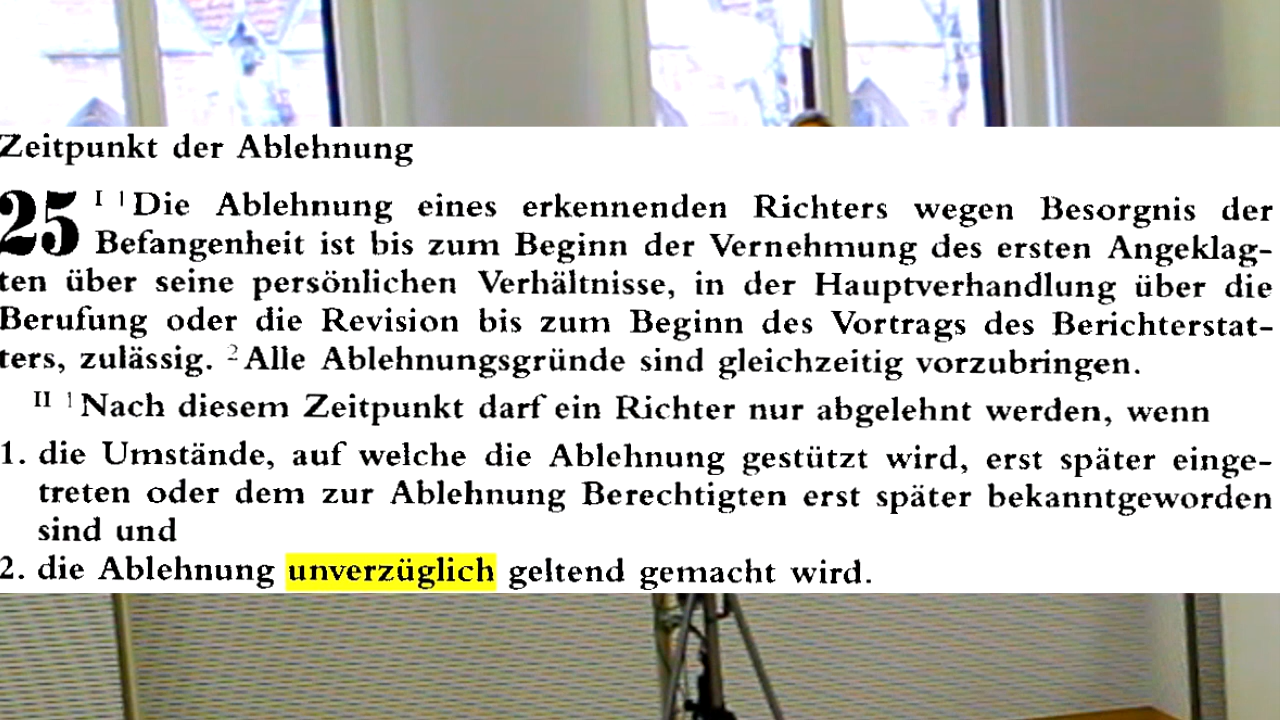 Zeitpunkt der Ablehnung
25 I 1 Die Ablehnung eines erkennenden Richters wegen Besorgnis der
Befangenheit ist bis zum Beginn der Vernehmung des ersten Angeklag-
ten über seine persönlichen Verhältnisse, in der Hauptverhandlung über die
Berufung oder die Revision bis zum Beginn des Vortrags des Berichterstat-
ters, zulässig. 2 Alle Ablehnungsgründe sind gleichzeitig vorzubringen.
II 1 Nach diesem Zeitpunkt darf ein Richter nur abgelehnt werden, wenn
1. die Umstände, auf welche die Ablehnung gestützt wird, erst später einge-
treten oder dem zur Ablehnung Berechtigten erst später bekanntgeworden
sind und
2. die Ablehnung unverzüglich geltend gemacht wird.